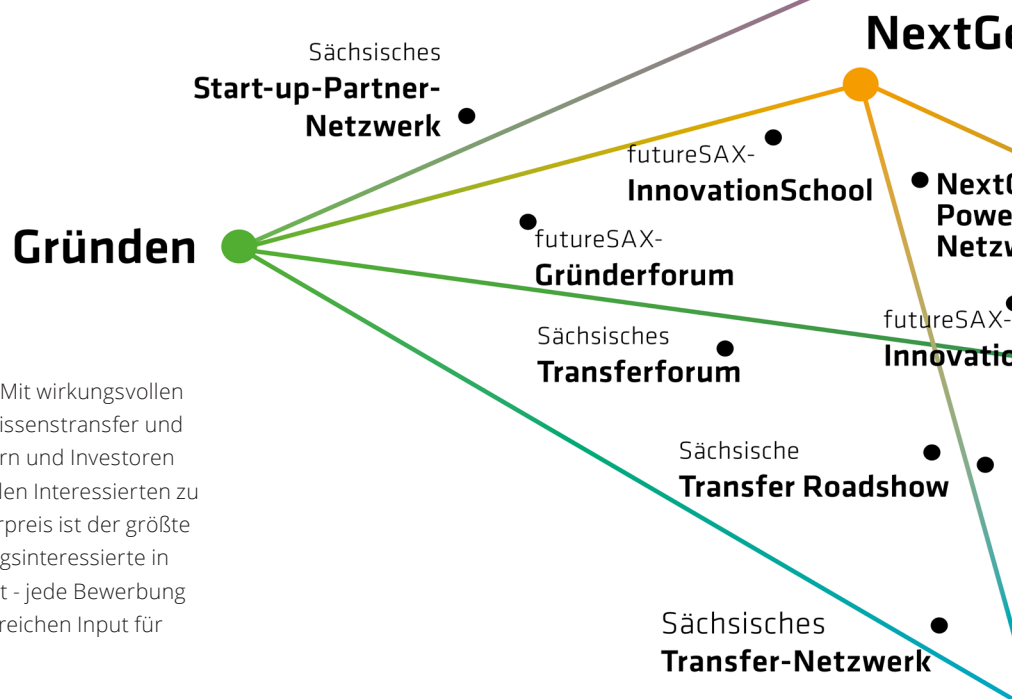 NextGe
Sächsisches
Start-up-Partner-
Netzwerk
futureSAX-
InnovationSchool
Next
Powe
Netzw
Gründen
futureSAX-
Gründerforum
futureSAX-
Innovatio
Sächsisches
Transferforum
Mit wirkungsvollen
issenstransfer und
rn und Investoren
len Interessierten zu
rpreis ist der größte
gsinteressierte in
t - jede Bewerbung
reichen Input für
Sächsische
Transfer Roadshow
Sächsisches
Transfer-Netzwerk